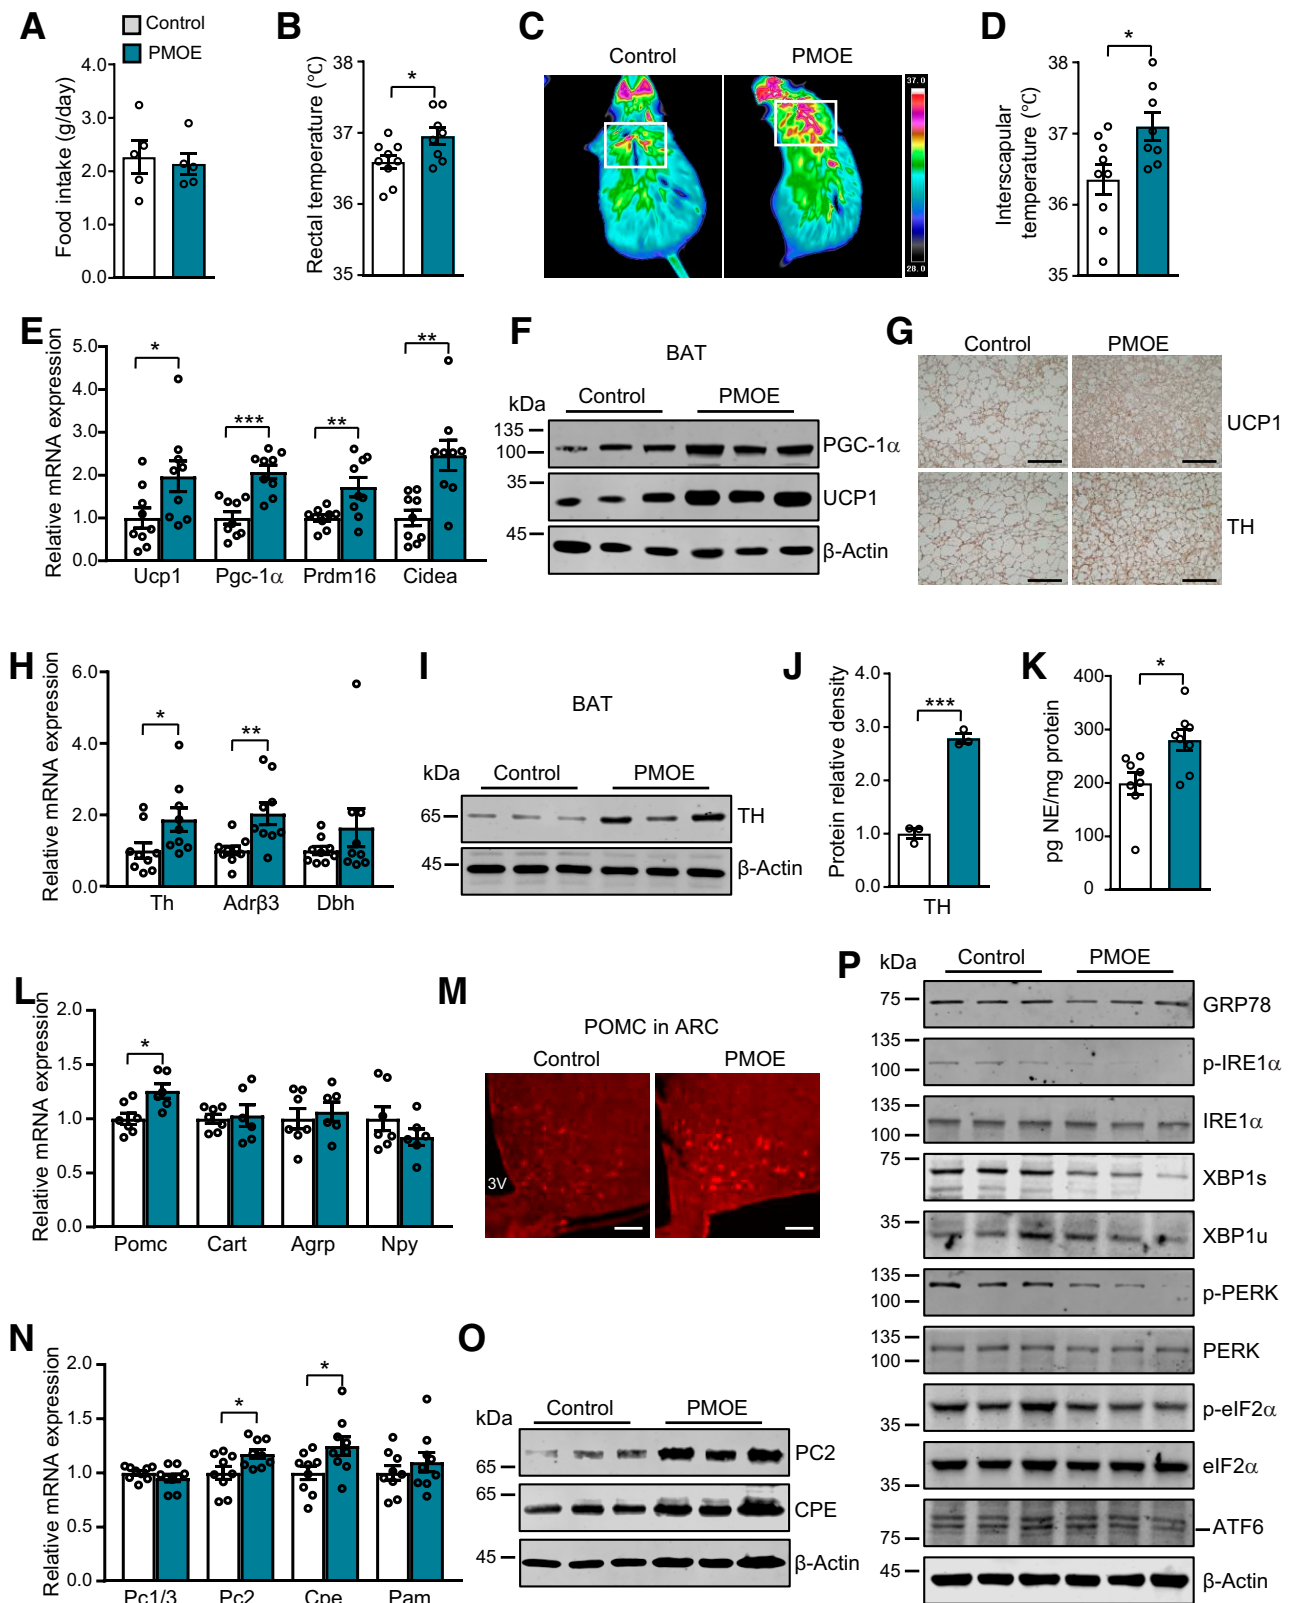 A
Control
PMOE
Food intake (g/day)
4.0
3.0
2.0
1.0
0.0
B
Rectal temperature (°C)
38
37
36
35
*
C
Control
PMOE
37.0
28.0
D
Interscapular
temperature (°C)
38
37
36
35
*
E
Relative mRNA expression
5.0
4.0
3.0
2.0
1.0
0.0
*
***
**
**
Ucp1
Pgc-1α
Prdm16
Cidea
F
BAT
kDa
Control
PMOE
135
100
PGC-1α
35
UCP1
45
β-Actin
G
Control
PMOE
UCP1
TH
H
Relative mRNA expression
6.0
4.0
2.0
0.0
*
**
Th
Adrβ3
Dbh
I
BAT
kDa
Control
PMOE
65
TH
45
β-Actin
J
Protein relative density
4.0
3.0
2.0
1.0
0.0
***
TH
K
pg NE/mg protein
400
300
200
100
0
*
L
Relative mRNA expression
2.0
1.5
1.0
0.5
0.0
*
Pomc
Cart
Agrp
Npy
M
POMC in ARC
Control
PMOE
3V
N
Relative mRNA expression
2.0
1.5
1.0
0.5
0.0
*
*
Pc1/3
Pc2
Cpe
Pam
O
kDa
Control
PMOE
65
PC2
65
CPE
45
β-Actin
P
kDa
Control
PMOE
75
GRP78
135
100
p-IRE1α
135
100
IRE1α
75
XBP1s
35
XBP1u
135
100
p-PERK
135
100
PERK
35
p-eIF2α
35
eIF2α
75
ATF6
45
β-Actin